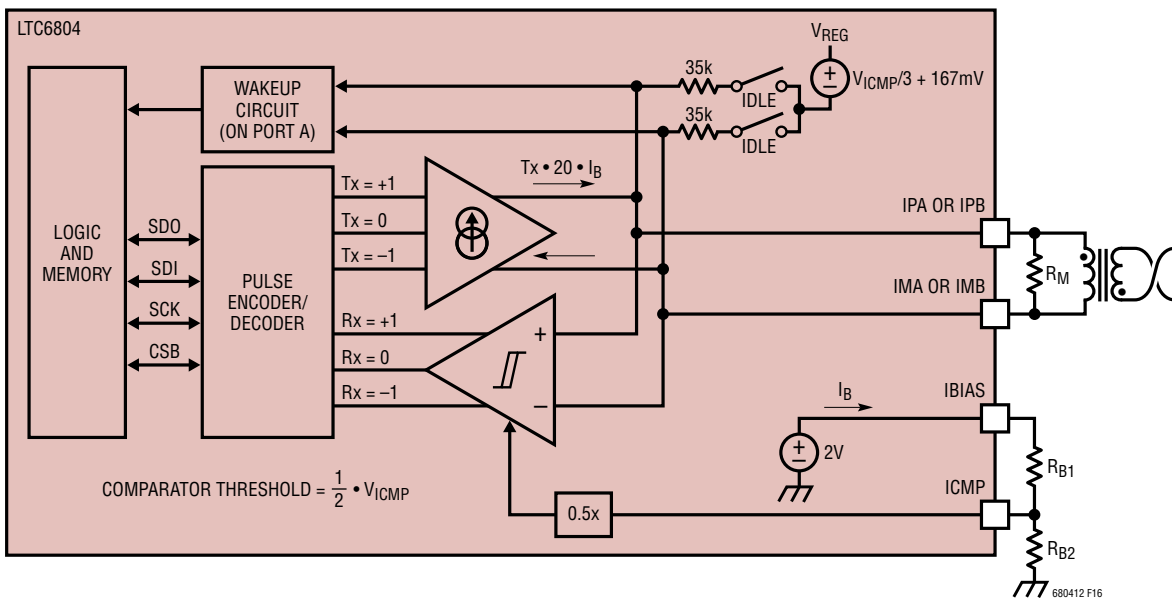 LTC6804
V_REG
35k
IDLE
35k
IDLE
V_ICMP/3 + 167mV
WAKEUP
CIRCUIT
(ON PORT A)
Tx = +1
Tx = 0
Tx = –1
Tx • 20 • I_B
LOGIC
AND
MEMORY
SDO
SDI
SCK
CSB
PULSE
ENCODER/
DECODER
Rx = +1
Rx = 0
Rx = –1
+
–
IPA OR IPB
IMA OR IMB
R_M
IBIAS
I_B
+
–
2V
R_B1
ICMP
0.5x
R_B2
COMPARATOR THRESHOLD = 1/2 • V_ICMP
680412 F16